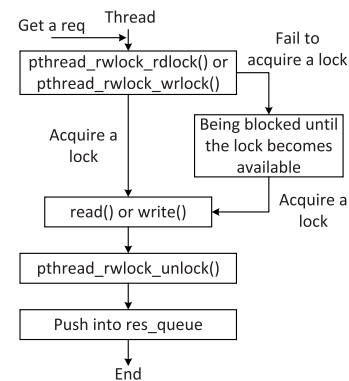 Get a req
Thread
pthread_rwlock_rdlock() or
pthread_rwlock_wrlock()
Fail to
acquire a lock
Being blocked until
the lock becomes
available
Acquire a
lock
Acquire a
lock
read() or write()
pthread_rwlock_unlock()
Push into res_queue
End